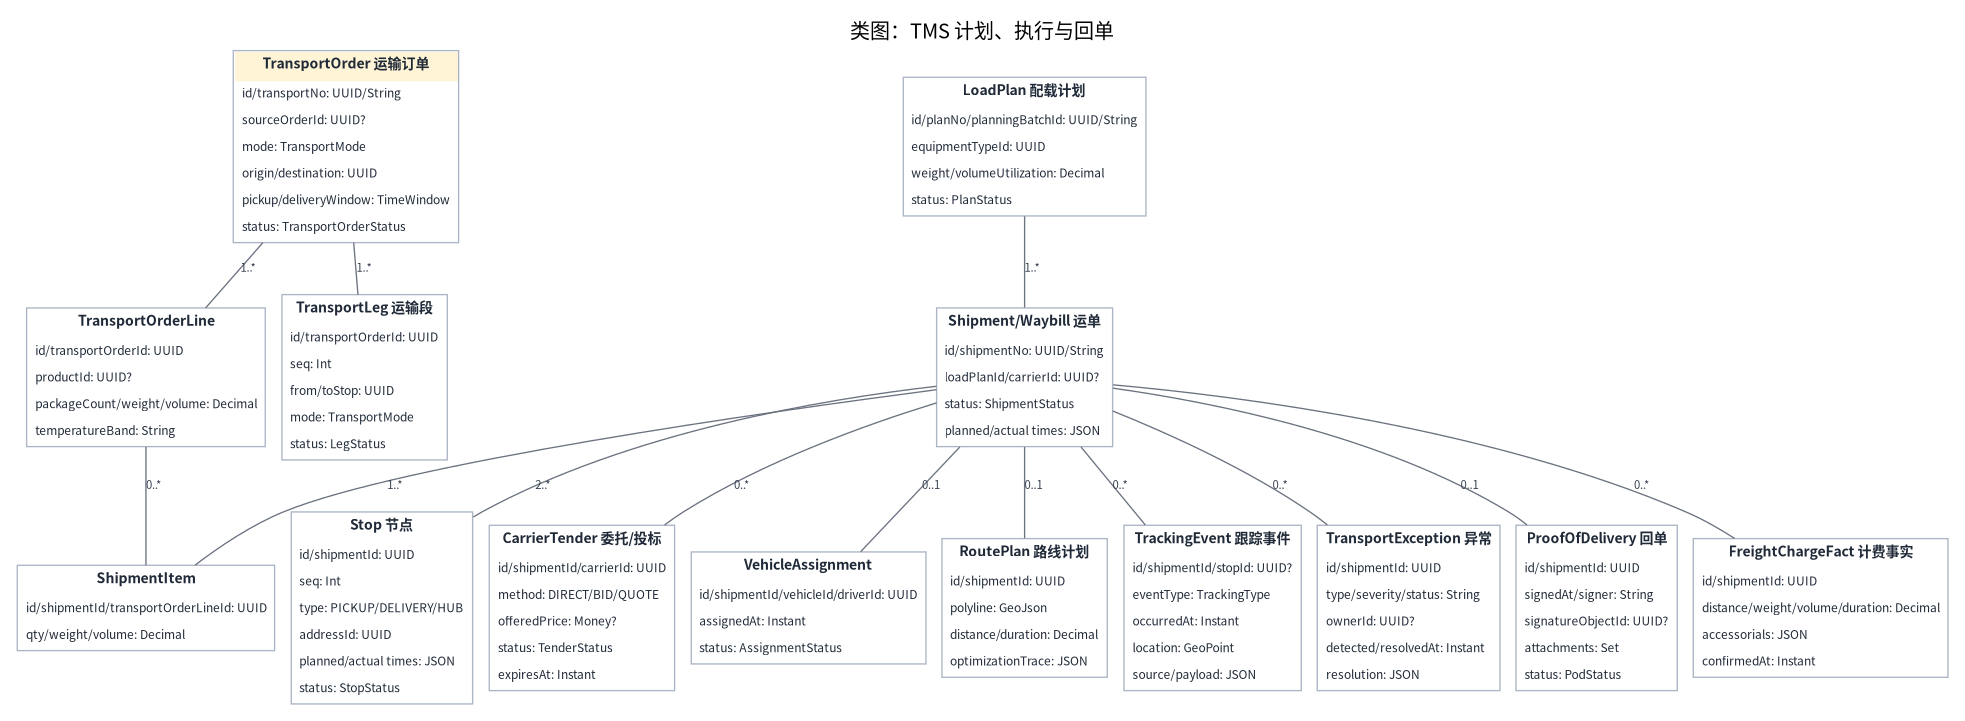 类图：TMS 计划、执行与回单
TransportOrder 运输订单
id/transportNo: UUID/String
sourceOrderId: UUID?
mode: TransportMode
origin/destination: UUID
pickup/deliveryWindow: TimeWindow
status: TransportOrderStatus
LoadPlan 配载计划
id/planNo/planningBatchId: UUID/String
equipmentTypeId: UUID
weight/volumeUtilization: Decimal
status: PlanStatus
1..*
1..*
1..*
TransportOrderLine
id/transportOrderId: UUID
productId: UUID?
packageCount/weight/volume: Decimal
temperatureBand: String
TransportLeg 运输段
id/transportOrderId: UUID
seq: Int
from/toStop: UUID
mode: TransportMode
status: LegStatus
Shipment/Waybill 运单
id/shipmentNo: UUID/String
loadPlanId/carrierId: UUID?
status: ShipmentStatus
planned/actual times: JSON
0..*
1..*
2..*
0..*
0..1
0..1
0..*
0..*
0..1
0..*
ShipmentItem
id/shipmentId/transportOrderLineId: UUID
qty/weight/volume: Decimal
Stop 节点
id/shipmentId: UUID
seq: Int
type: PICKUP/DELIVERY/HUB
addressId: UUID
planned/actual times: JSON
status: StopStatus
CarrierTender 委托/投标
id/shipmentId/carrierId: UUID
method: DIRECT/BID/QUOTE
offeredPrice: Money?
status: TenderStatus
expiresAt: Instant
VehicleAssignment
id/shipmentId/vehicleId/driverId: UUID
assignedAt: Instant
status: AssignmentStatus
RoutePlan 路线计划
id/shipmentId: UUID
polyline: GeoJson
distance/duration: Decimal
optimizationTrace: JSON
TrackingEvent 跟踪事件
id/shipmentId/stopId: UUID?
eventType: TrackingType
occurredAt: Instant
location: GeoPoint
source/payload: JSON
TransportException 异常
id/shipmentId: UUID
type/severity/status: String
ownerId: UUID?
detected/resolvedAt: Instant
resolution: JSON
ProofOfDelivery 回单
id/shipmentId: UUID
signedAt/signer: String
signatureObjectId: UUID?
attachments: Set
status: PodStatus
FreightChargeFact 计费事实
id/shipmentId: UUID
distance/weight/volume/duration: Decimal
accessorials: JSON
confirmedAt: Instant